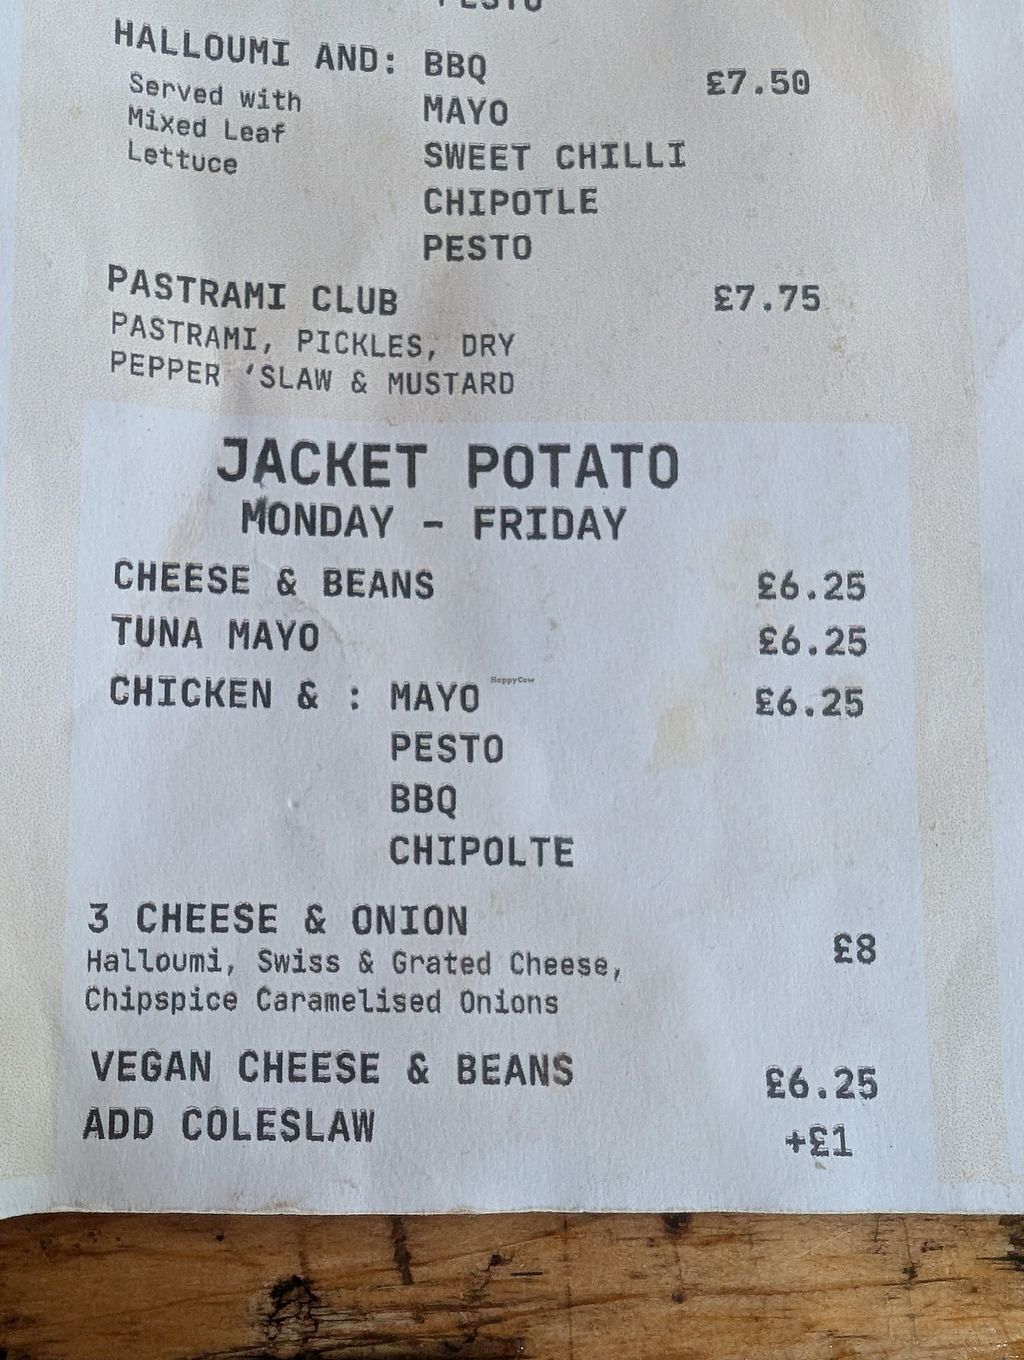 PESTO
HALLOUMI AND: BBQ £7.50
Served with MAYO
Mixed Leaf SWEET CHILLI
Lettuce CHIPOTLE
PESTO
PASTRAMI CLUB £7.75
PASTRAMI, PICKLES, DRY
PEPPER ‘SLAW & MUSTARD
JACKET POTATO
MONDAY - FRIDAY
CHEESE & BEANS £6.25
TUNA MAYO £6.25
CHICKEN & : MAYO £6.25
PESTO
BBQ
CHIPOLTE
3 CHEESE & ONION £8
Halloumi, Swiss & Grated Cheese,
Chipspice Caramelised Onions
VEGAN CHEESE & BEANS £6.25
ADD COLESLAW +£1
HappyCow